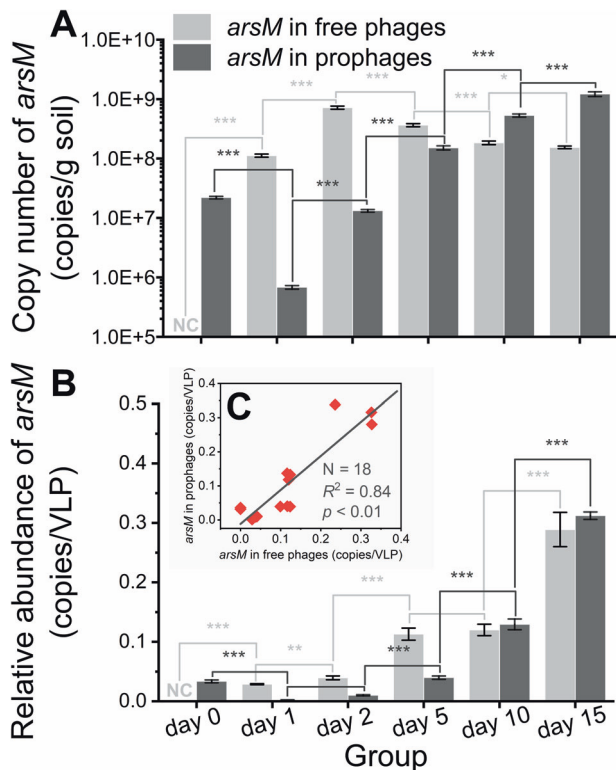 A
arsM in free phages
arsM in prophages
Copy number of arsM
(copies/g soil)
1.0E+10
1.0E+9
1.0E+8
1.0E+7
1.0E+6
1.0E+5
NC
***
***
***
***
*
***
***
***
***
***
B
Relative abundance of arsM
(copies/VLP)
0.5
0.4
0.3
0.2
0.1
0.0
NC
***
***
**
***
***
***
***
***
C
arsM in prophages (copies/VLP)
0.4
0.3
0.2
0.1
0.0
N = 18
R² = 0.84
p < 0.01
0.0 0.1 0.2 0.3 0.4
arsM in free phages (copies/VLP)
day 0 day 1 day 2 day 5 day 10 day 15
Group